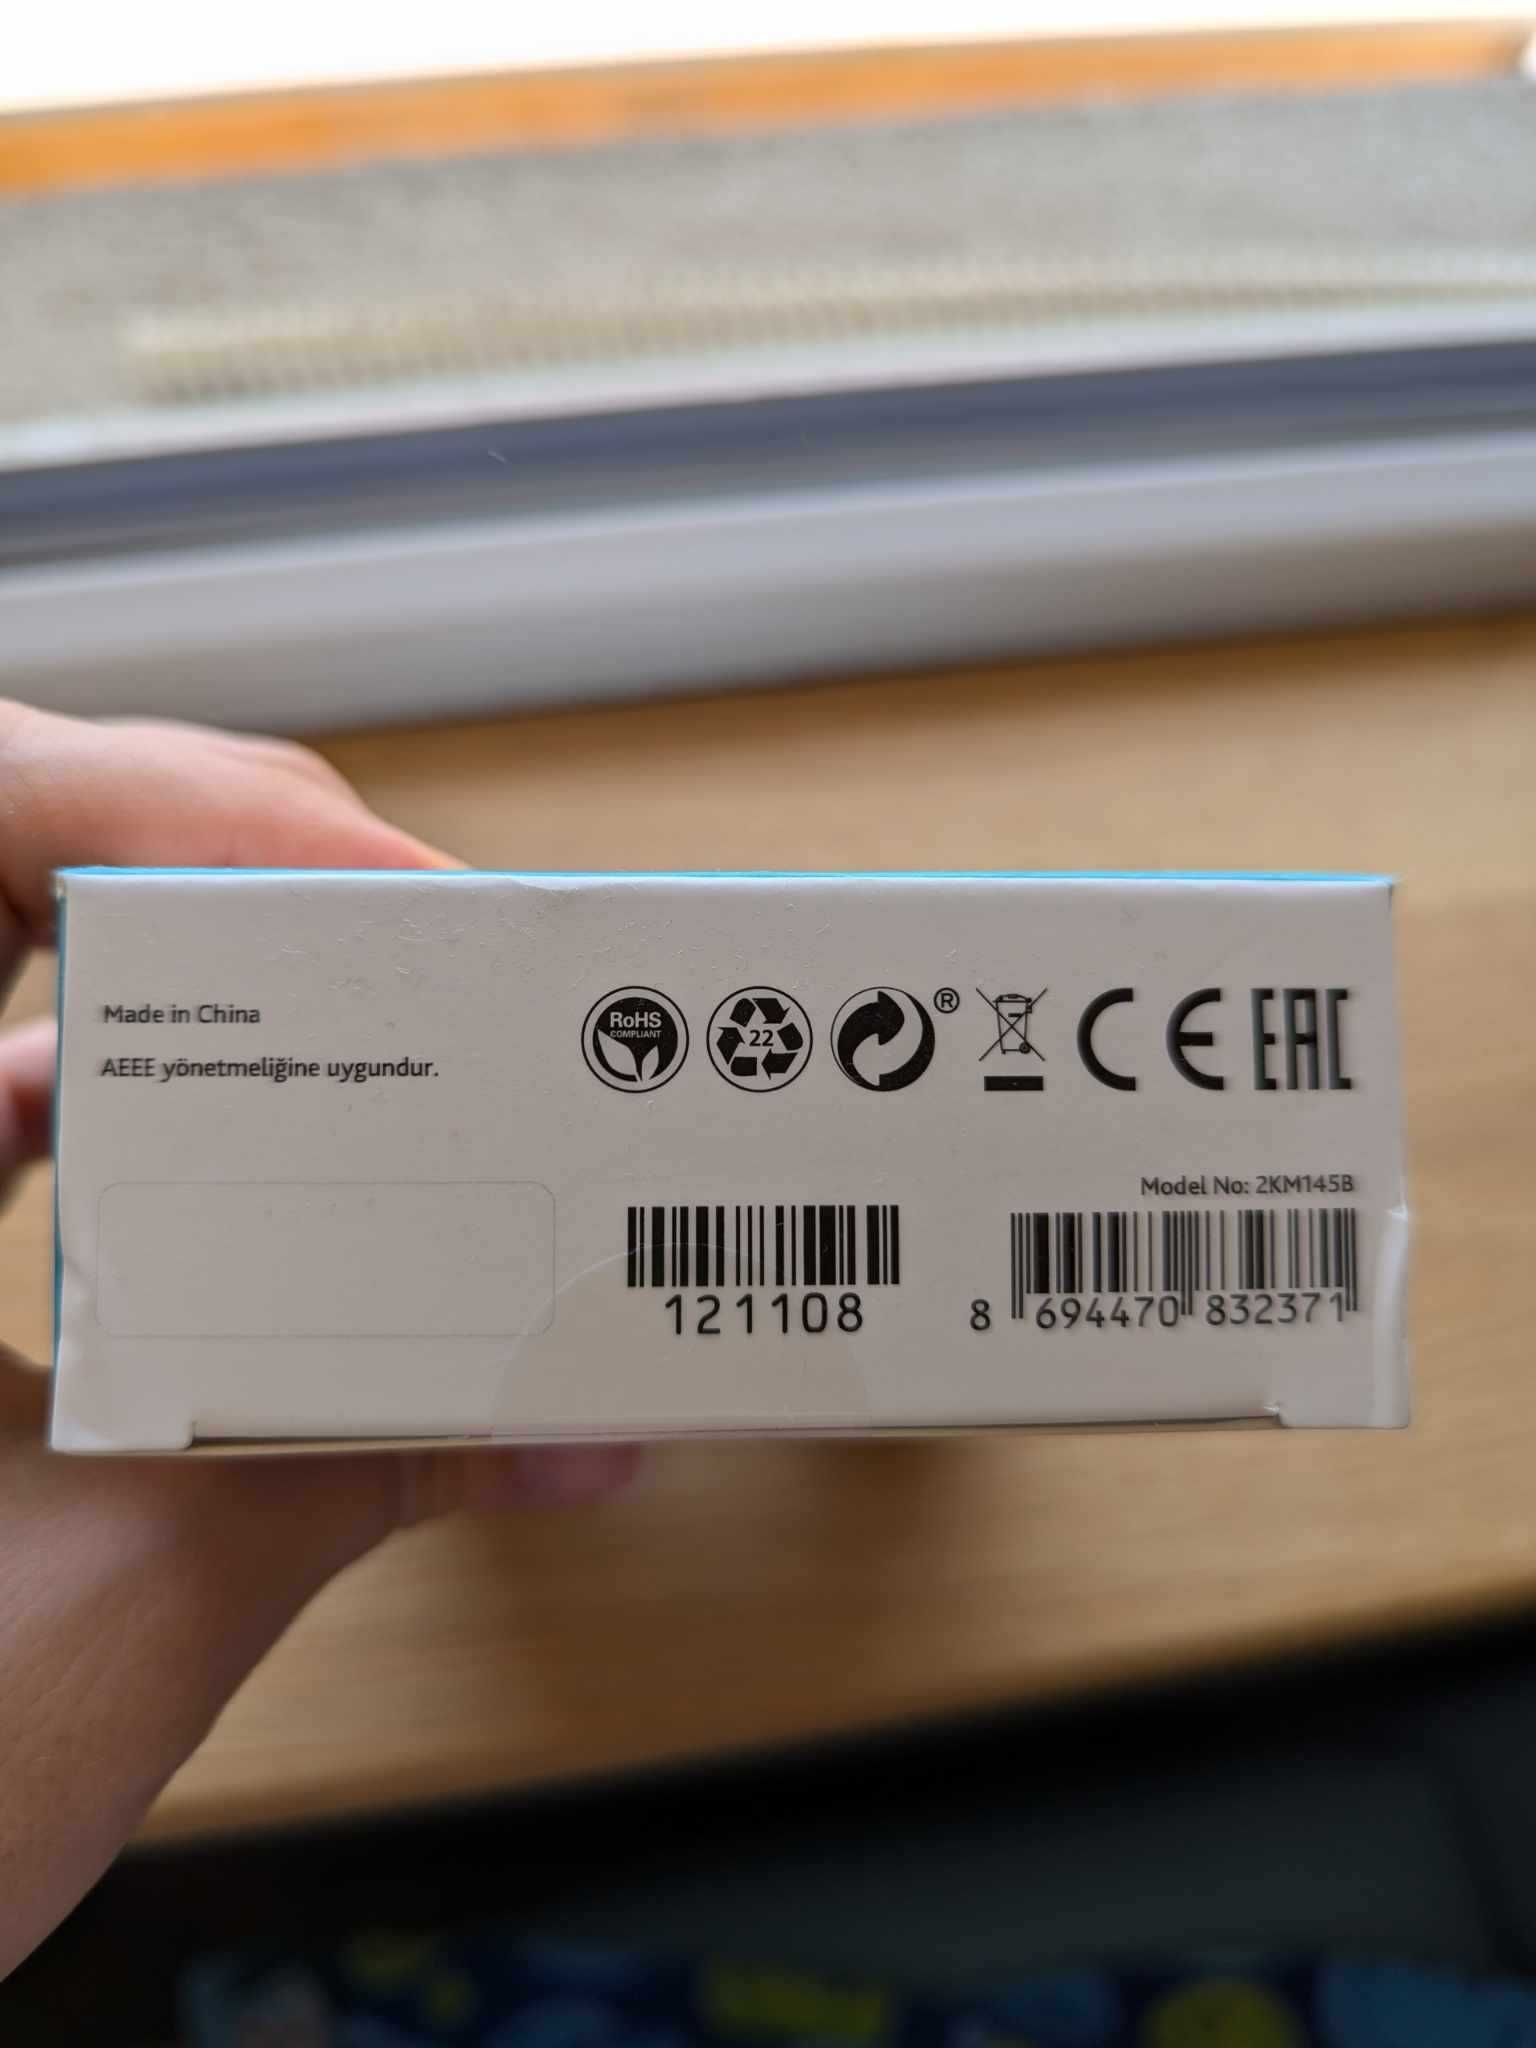 Made in China
AEEE yönetmeliğine uygundur.
RoHS
COMPLIANT
22
®
CE
EAC
Model No: 2KM145B
121108
8 694470 832371